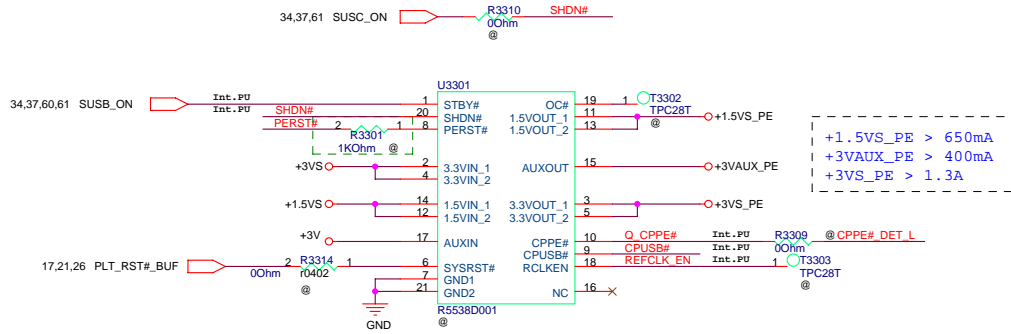 34,37,61 SUSC_ON R3310 SHDN#
0Ohm
@
U3301
34,37,60,61 SUSB_ON Int.PU 1 STBY# OC# 19 1 T3302
Int.PU
SHDN# 20 SHDN# 1.5VOUT_1 11 TPC28T
PERST# 2 1 8 PERST# 1.5VOUT_2 13 @ +1.5VS_PE
R3301
1KOhm @
+3VS 2 3.3VIN_1 AUXOUT 15 +3VAUX_PE
4 3.3VIN_2
+1.5VS 14 1.5VIN_1 3.3VOUT_1 3 +3VS_PE
12 1.5VIN_2 3.3VOUT_2 5
+1.5VS_PE > 650mA
+3VAUX_PE > 400mA
+3VS_PE > 1.3A
+3V 17 AUXIN CPPE# 10 Q_CPPE# Int.PU R3309 @ CPPE#_DET_L
CPUSB# 9 CPUSB# Int.PU 0Ohm
17,21,26 PLT_RST#_BUF 2 R3314 1 6 SYSRST# RCLKEN 18 REFCLK_EN Int.PU 1 T3303
0Ohm r0402 7 GND1 TPC28T
@ 21 GND2 NC 16 @
GND
R5538D001
@